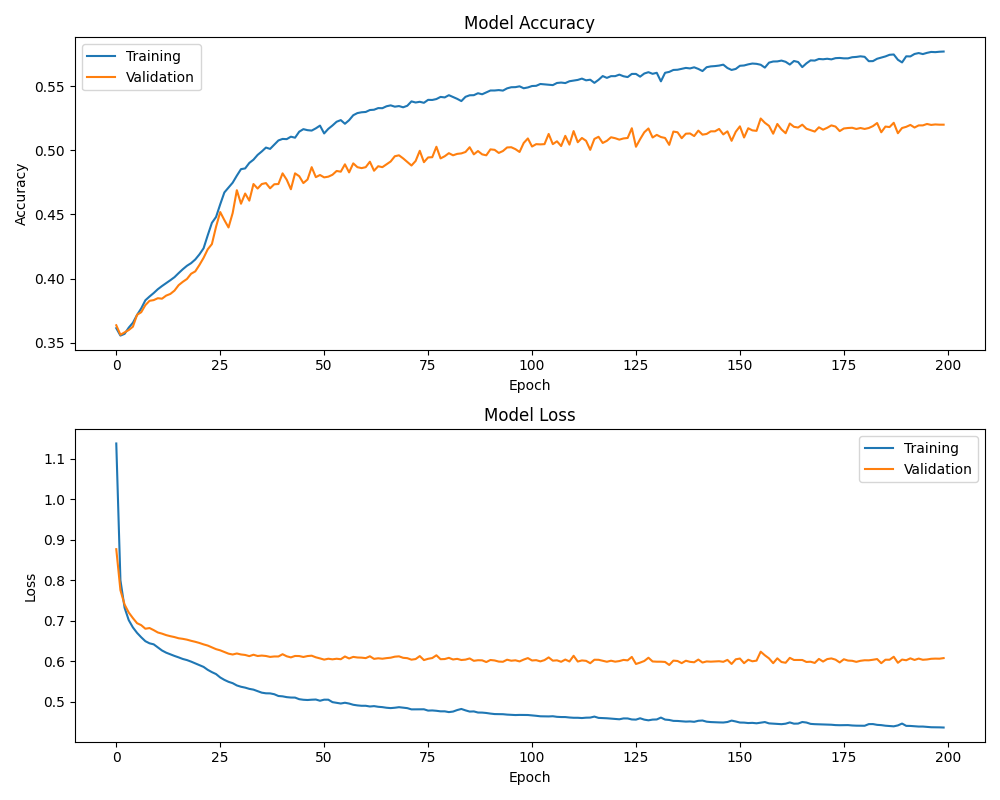 Model Accuracy
Training
Validation
Accuracy
0.55
0.50
0.45
0.40
0.35
0 25 50 75 100 125 150 175 200
Epoch
Model Loss
Training
Validation
Loss
1.1
1.0
0.9
0.8
0.7
0.6
0.5
0 25 50 75 100 125 150 175 200
Epoch